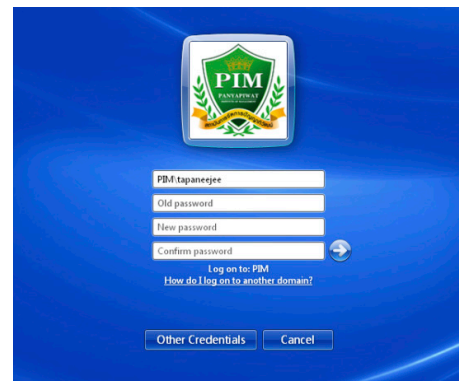 PIM
PANYAPIWAT
PIM\tapaneejee
Old password
New password
Confirm password
Log on to: PIM
How do I log on to another domain?
Other Credentials
Cancel